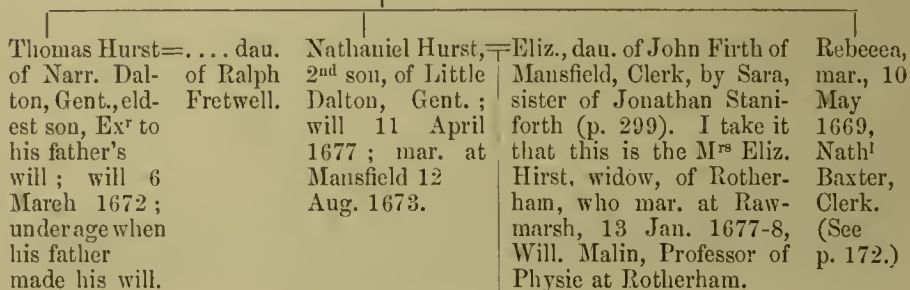 Thomas Hurst=
of Narr. Dal-
ton, Gent., eld-
est son, Exʳ to
his father's
will ; will 6
March 1672 ;
under age when
his father
made his will.
.... dau.
of Ralph
Fretwell.
Nathaniel Hurst,=
2ⁿᵈ son, of Little
Dalton, Gent. ;
will 11 April
1677 ; mar. at
Mansfield 12
Aug. 1673.
Eliz., dau. of John Firth of
Mansfield, Clerk, by Sara,
sister of Jonathan Stani-
forth (p. 299). I take it
that this is the Mʳˢ Eliz.
Hirst, widow, of Rother-
ham, who mar. at Raw-
marsh, 13 Jan. 1677-8,
Will. Malin, Professor of
Physic at Rotherham.
Rebecca,
mar., 10
May
1669,
Nathˡ
Baxter,
Clerk.
(See
p. 172.)